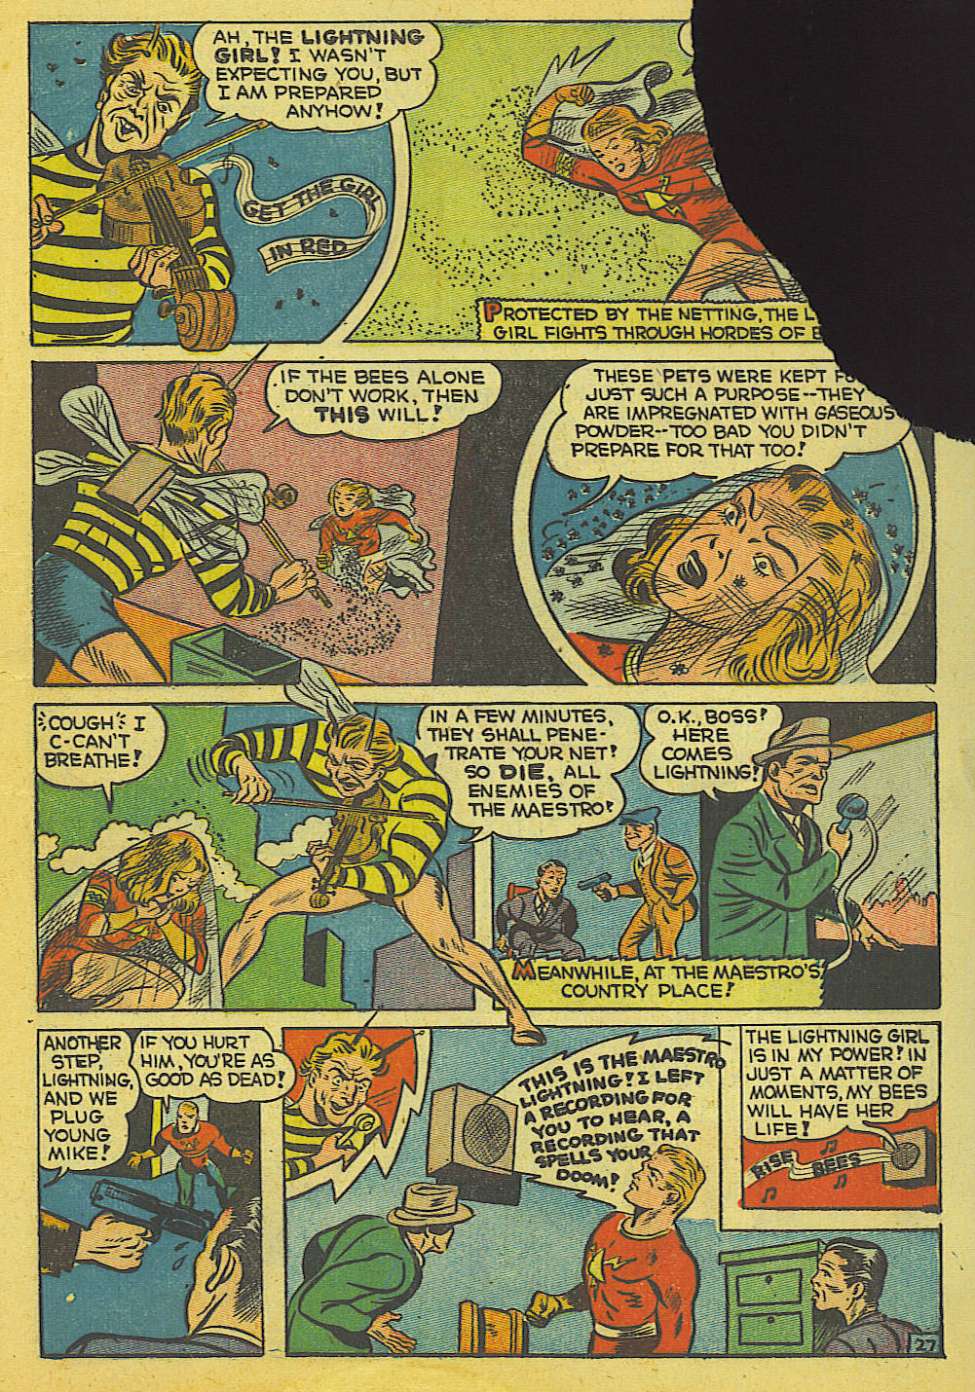 AH, THE LIGHTNING
GIRL! I WASN'T
EXPECTING YOU, BUT
I AM PREPARED
ANYHOW!
GET THE GIRL
IN RED
PROTECTED BY THE NETTING, THE
GIRL FIGHTS THROUGH HORDES OF
IF THE BEES ALONE
DON'T WORK, THEN
THIS WILL!
THESE PETS WERE KEPT
JUST SUCH A PURPOSE--THEY
ARE IMPREGNATED WITH GASEOUS
POWDER--TOO BAD YOU DIDN'T
PREPARE FOR THAT TOO!
COUGH! I
C-CAN'T
BREATHE!
IN A FEW MINUTES,
THEY SHALL PENE-
TRATE YOUR NET!
SO DIE, ALL
ENEMIES OF
THE MAESTRO!
O.K., BOSS!
HERE
COMES
LIGHTNING!
MEANWHILE, AT THE MAESTRO'S
COUNTRY PLACE!
ANOTHER
STEP,
LIGHTNING,
AND WE
PLUG
YOUNG
MIKE!
IF YOU HURT
HIM, YOU'RE AS
GOOD AS DEAD!
THIS IS THE MAESTRO
LIGHTNING! I LEFT
A RECORDING FOR
YOU TO HEAR, A
RECORDING THAT
SPELLS YOUR
DOOM!
THE LIGHTNING GIRL
IS IN MY POWER! IN
JUST A MATTER OF
MOMENTS, MY BEES
WILL HAVE HER
LIFE!
RISE BEES
27